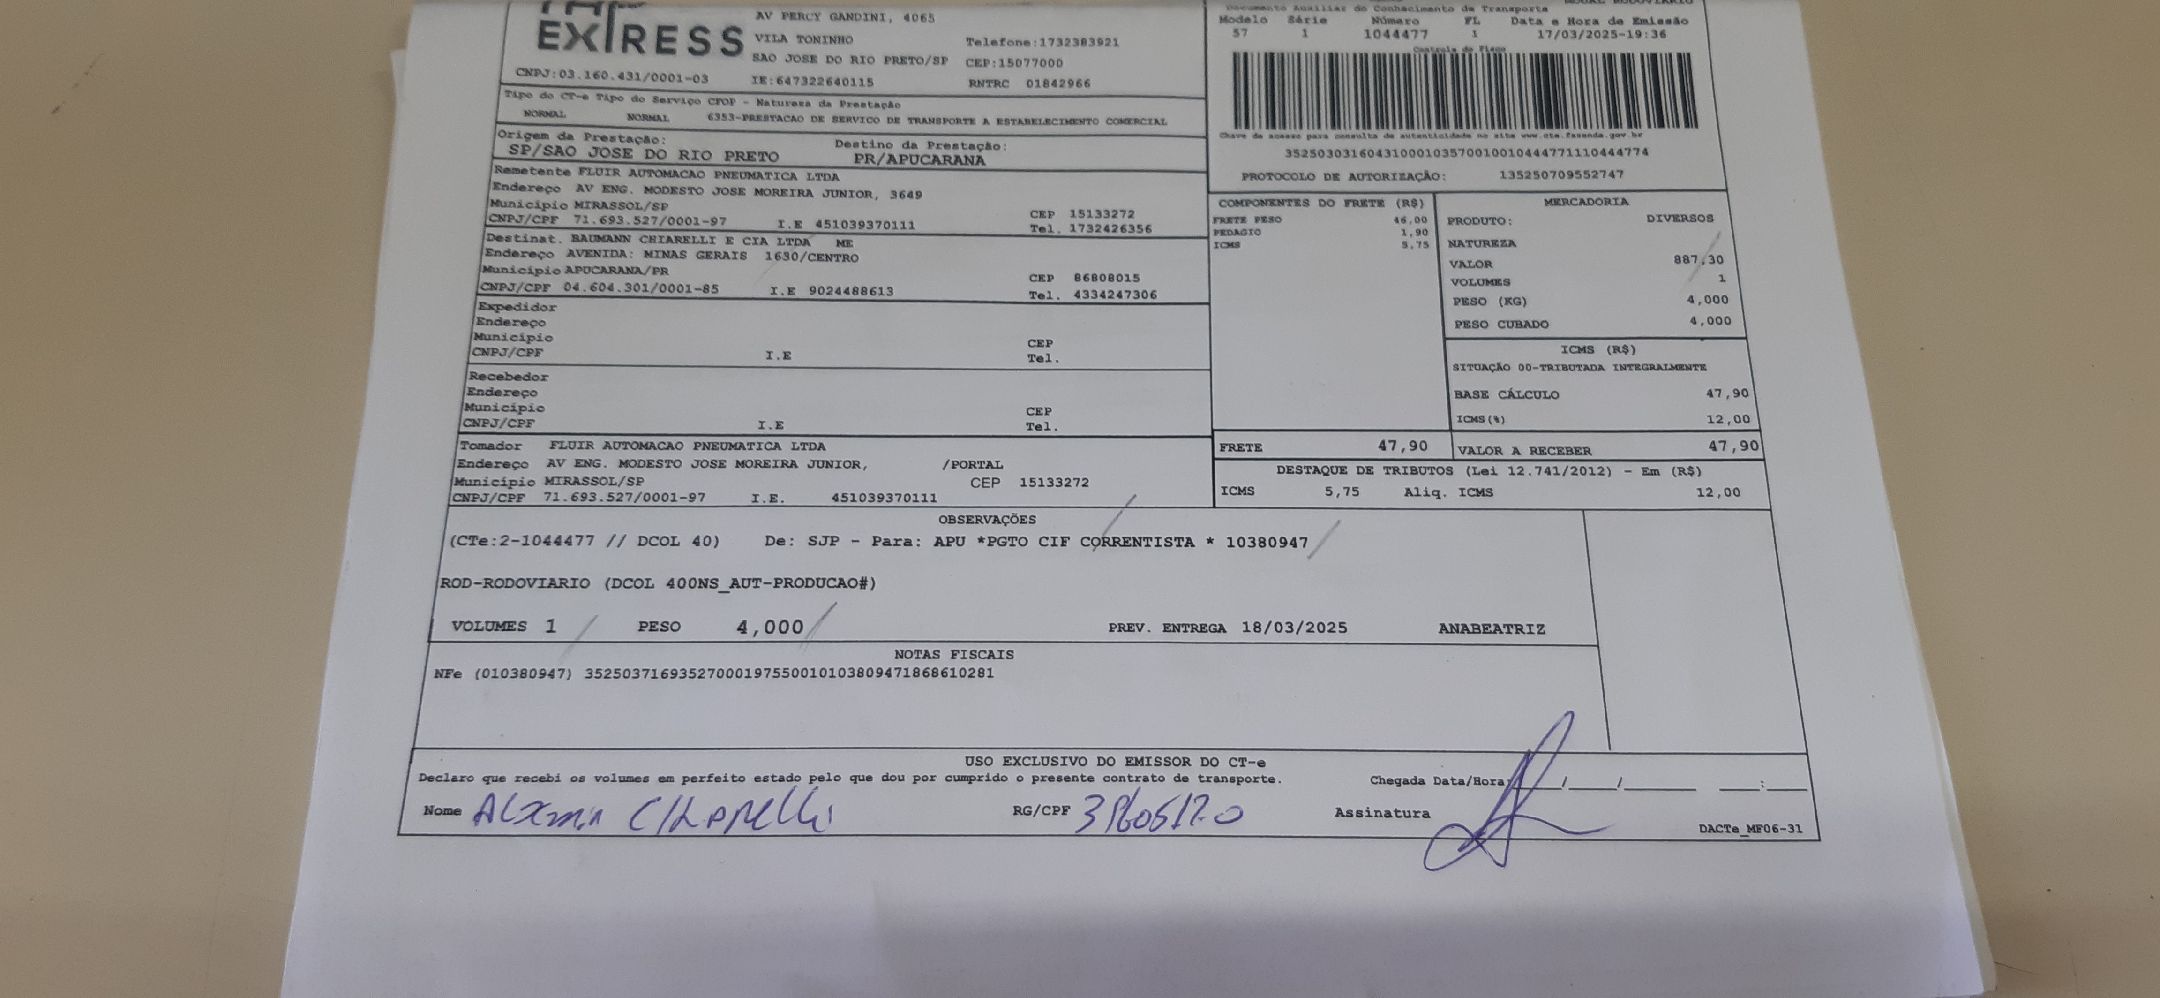 EXPRESS
AV PERCY GANDINI, 4065
VILA TONINHO
SAO JOSE DO RIO PRETO/SP
Telefone:1732383921
CEP:15077000
CNPJ:03.160.431/0001-03 IE:647322640115 RNTRC 01842966
Documento Auxiliar do Conhecimento de Transporte
Modelo Série Número FL Data e Hora de Emissão
57 1 1044477 1 17/03/2025-19:36
Controle do Fisco
Chave de acesso para consulta de autenticidade no site www.cte.fazenda.gov.br
35250303160431000103570010010444771110444774
PROTOCOLO DE AUTORIZAÇÃO: 135250709552747
Tipo do CT-e Tipo do Serviço CFOP - Natureza da Prestação
NORMAL NORMAL 6353-PRESTACAO DE SERVICO DE TRANSPORTE A ESTABELECIMENTO COMERCIAL
Origem da Prestação: Destino da Prestação:
SP/SAO JOSE DO RIO PRETO PR/APUCARANA
Remetente FLUIR AUTOMACAO PNEUMATICA LTDA
Endereço AV ENG. MODESTO JOSE MOREIRA JUNIOR, 3649
Município MIRASSOL/SP CEP 15133272
CNPJ/CPF 71.693.527/0001-97 I.E 451039370111 Tel. 1732426356
Destinat. BAUMANN CHIARELLI E CIA LTDA ME
Endereço AVENIDA: MINAS GERAIS 1630/CENTRO
Município APUCARANA/PR CEP 86808015
CNPJ/CPF 04.604.301/0001-85 I.E 9024488613 Tel. 4334247306
Expedidor
Endereço
Município CEP
CNPJ/CPF I.E Tel.
Recebedor
Endereço
Município CEP
CNPJ/CPF I.E Tel.
Tomador FLUIR AUTOMACAO PNEUMATICA LTDA
Endereço AV ENG. MODESTO JOSE MOREIRA JUNIOR, /PORTAL
Município MIRASSOL/SP CEP 15133272
CNPJ/CPF 71.693.527/0001-97 I.E. 451039370111
COMPONENTES DO FRETE (R$)
FRETE PESO 46,00
PEDAGIO 1,90
ICMS 5,75
MERCADORIA
PRODUTO: DIVERSOS
NATUREZA
VALOR 887,30
VOLUMES 1
PESO (KG) 4,000
PESO CUBADO 4,000
ICMS (R$)
SITUAÇÃO 00-TRIBUTADA INTEGRALMENTE
BASE CÁLCULO 47,90
ICMS(%) 12,00
FRETE 47,90 VALOR A RECEBER 47,90
DESTAQUE DE TRIBUTOS (Lei 12.741/2012) - Em (R$)
ICMS 5,75 Aliq. ICMS 12,00
OBSERVAÇÕES
(CTe:2-1044477 // DCOL 40) De: SJP - Para: APU *PGTO CIF CORRENTISTA * 10380947
ROD-RODOVIARIO (DCOL 400NS_AUT-PRODUCAO#)
VOLUMES 1 PESO 4,000 PREV. ENTREGA 18/03/2025 ANABEATRIZ
NOTAS FISCAIS
NFe (010380947) 35250371693527000197550010103809471868610281
USO EXCLUSIVO DO EMISSOR DO CT-e
Declaro que recebi os volumes em perfeito estado pelo que dou por cumprido o presente contrato de transporte. Chegada Data/Hora __/__/____ __:__
Nome RG/CPF Assinatura
DACTe_MF06-31